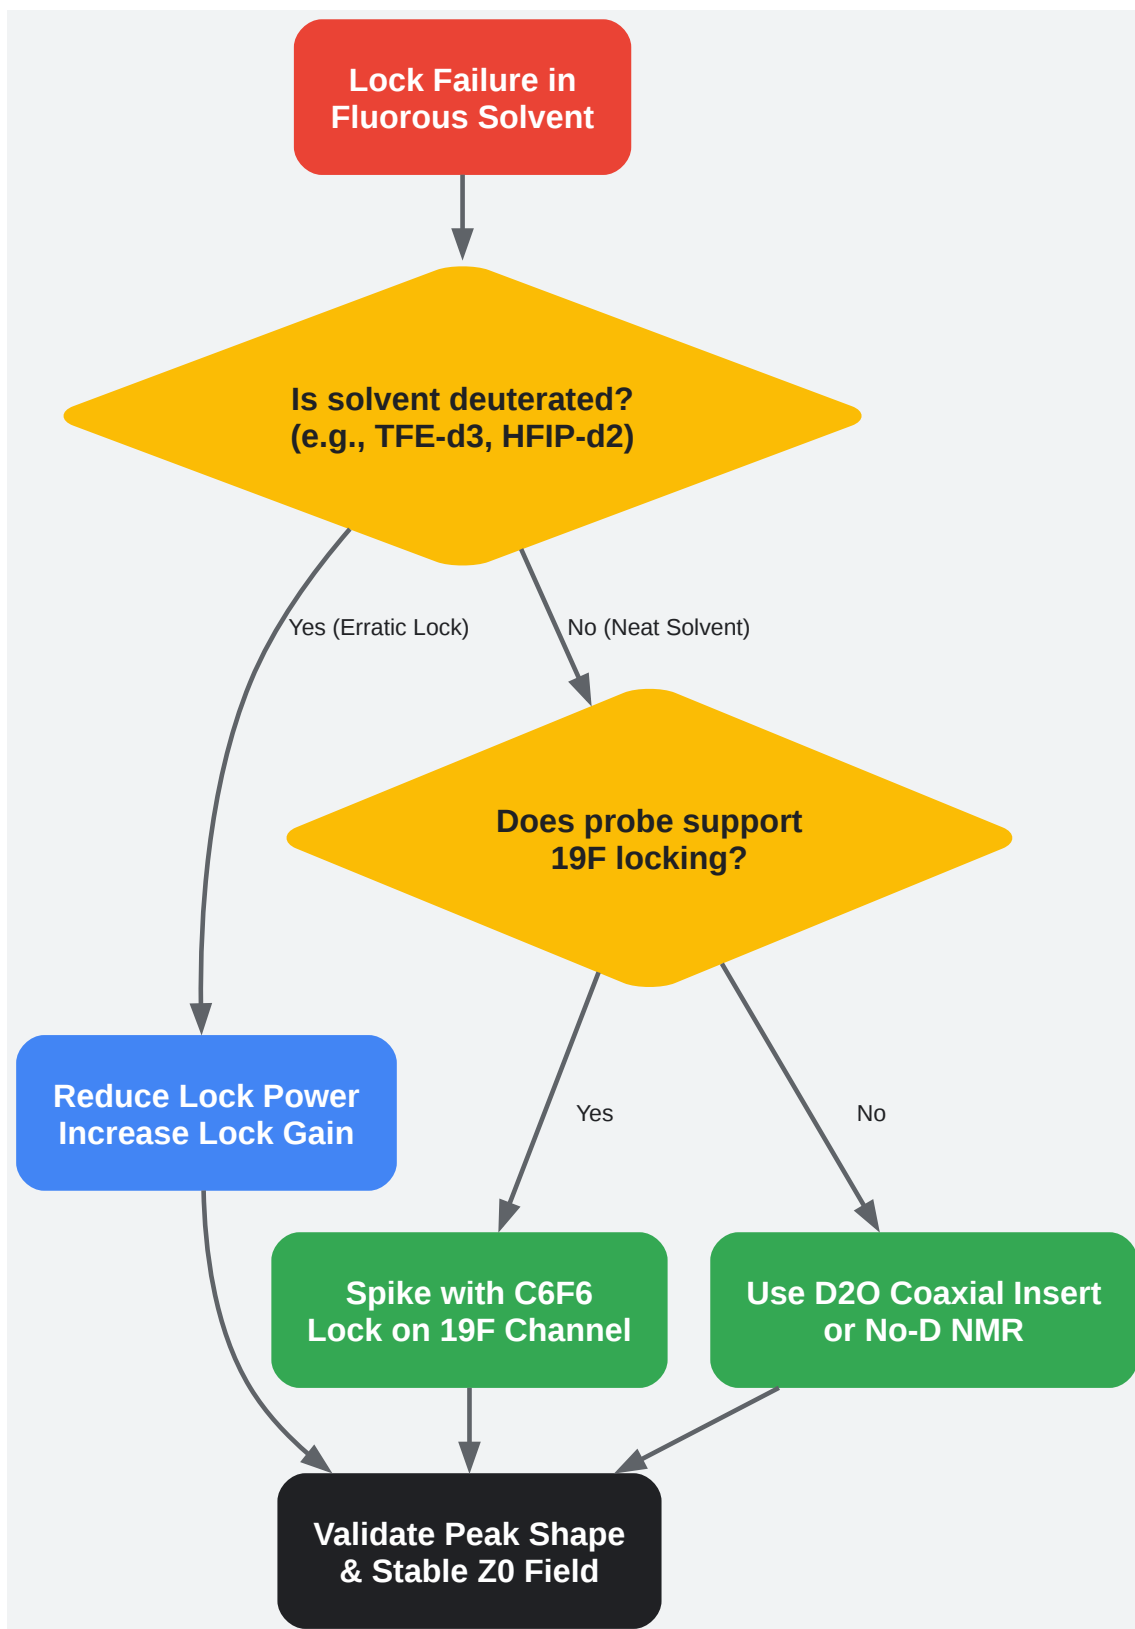 Lock Failure in
Fluorous Solvent
Is solvent deuterated?
(e.g., TFE-d3, HFIP-d2)
Yes (Erratic Lock)
No (Neat Solvent)
Does probe support
19F locking?
Reduce Lock Power
Increase Lock Gain
Yes
No
Spike with C6F6
Lock on 19F Channel
Use D2O Coaxial Insert
or No-D NMR
Validate Peak Shape
& Stable Z0 Field